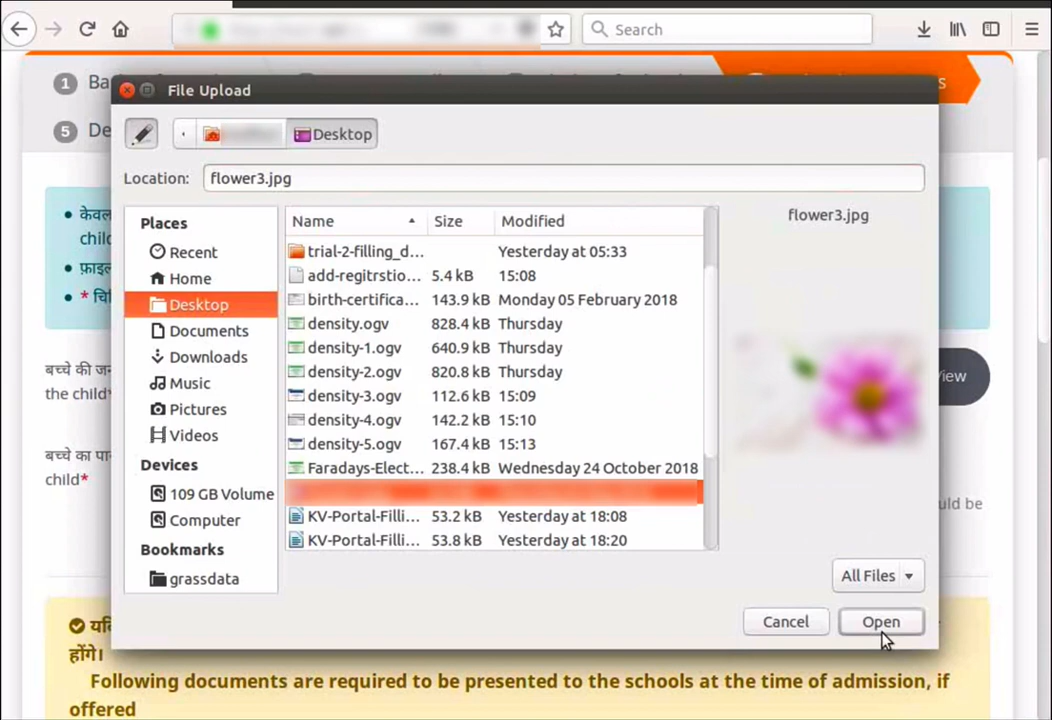 Search
1 Ba
s
5 De
File Upload
Desktop
Location: flower3.jpg
Places
Recent
Home
Desktop
Documents
Downloads
Music
Pictures
Videos
Devices
109 GB Volume
Computer
Bookmarks
grassdata
Name Size Modified
trial-2-filling_d... Yesterday at 05:33
add-regitrstio... 5.4 kB 15:08
birth-certifica... 143.9 kB Monday 05 February 2018
density.ogv 828.4 kB Thursday
density-1.ogv 640.9 kB Thursday
density-2.ogv 820.8 kB Thursday
density-3.ogv 112.6 kB 15:09
density-4.ogv 142.2 kB 15:10
density-5.ogv 167.4 kB 15:13
Faradays-Elect... 238.4 kB Wednesday 24 October 2018
KV-Portal-Filli... 53.2 kB Yesterday at 18:08
KV-Portal-Filli... 53.8 kB Yesterday at 18:20
flower3.jpg
All Files
Cancel Open
केवल
chil
फ़ाइल
* चि
बच्चे की जन
the child
iew
बच्चे का पा
child*
uld be
यदि
होंगे।
Following documents are required to be presented to the schools at the time of admission, if
offered